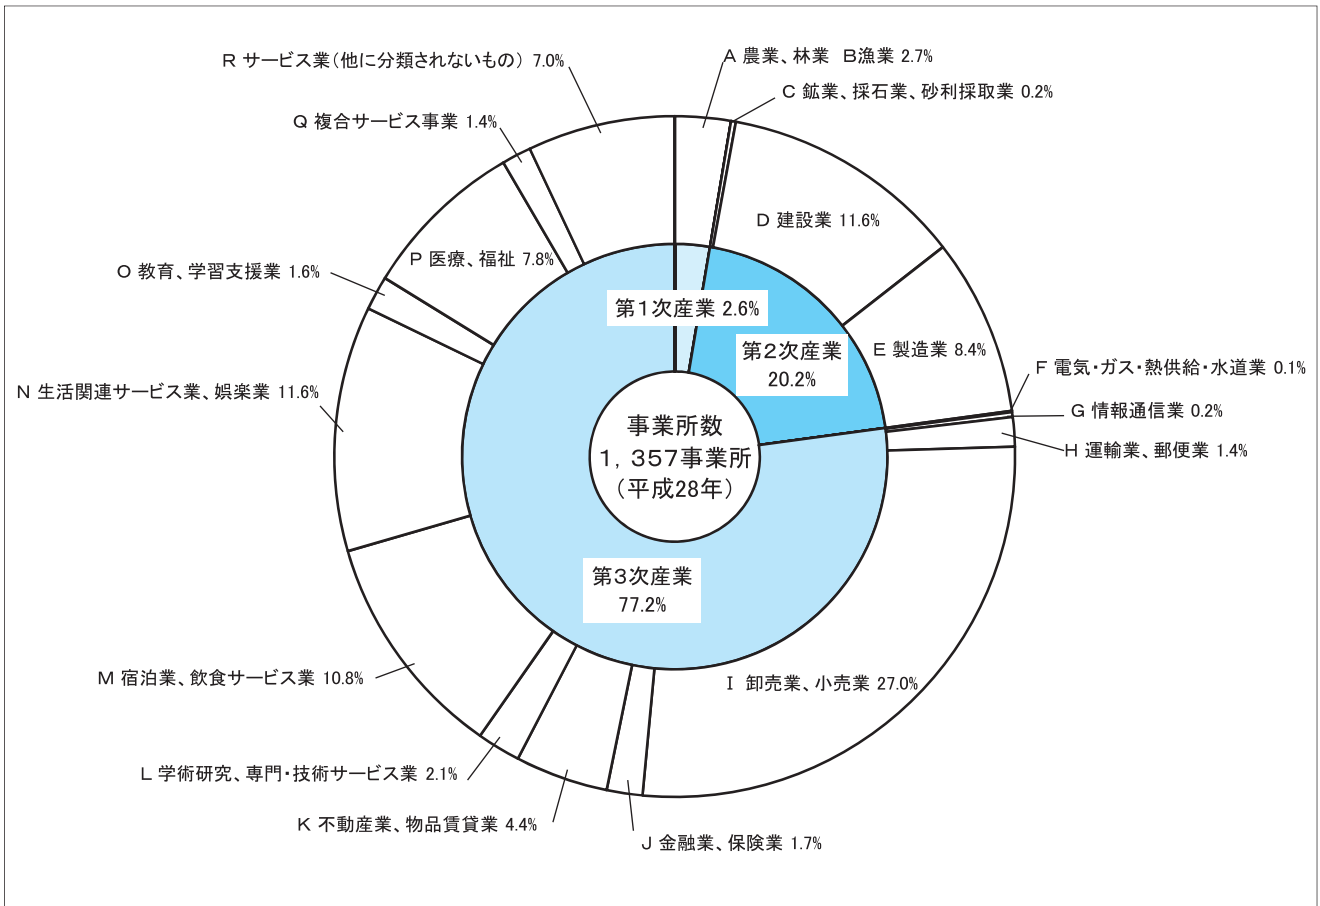 R サービス業(他に分類されないもの) 7.0%
A 農業、林業 B漁業 2.7%
C 鉱業、採石業、砂利採取業 0.2%
Q 複合サービス事業 1.4%
D 建設業 11.6%
P 医療、福祉 7.8%
O 教育、学習支援業 1.6%
第1次産業 2.6%
第2次産業
20.2%
E 製造業 8.4%
F 電気・ガス・熱供給・水道業 0.1%
G 情報通信業 0.2%
H 運輸業、郵便業 1.4%
N 生活関連サービス業、娯楽業 11.6%
事業所数
1,357事業所
(平成28年)
第3次産業
77.2%
M 宿泊業、飲食サービス業 10.8%
I 卸売業、小売業 27.0%
L 学術研究、専門・技術サービス業 2.1%
K 不動産業、物品賃貸業 4.4%
J 金融業、保険業 1.7%